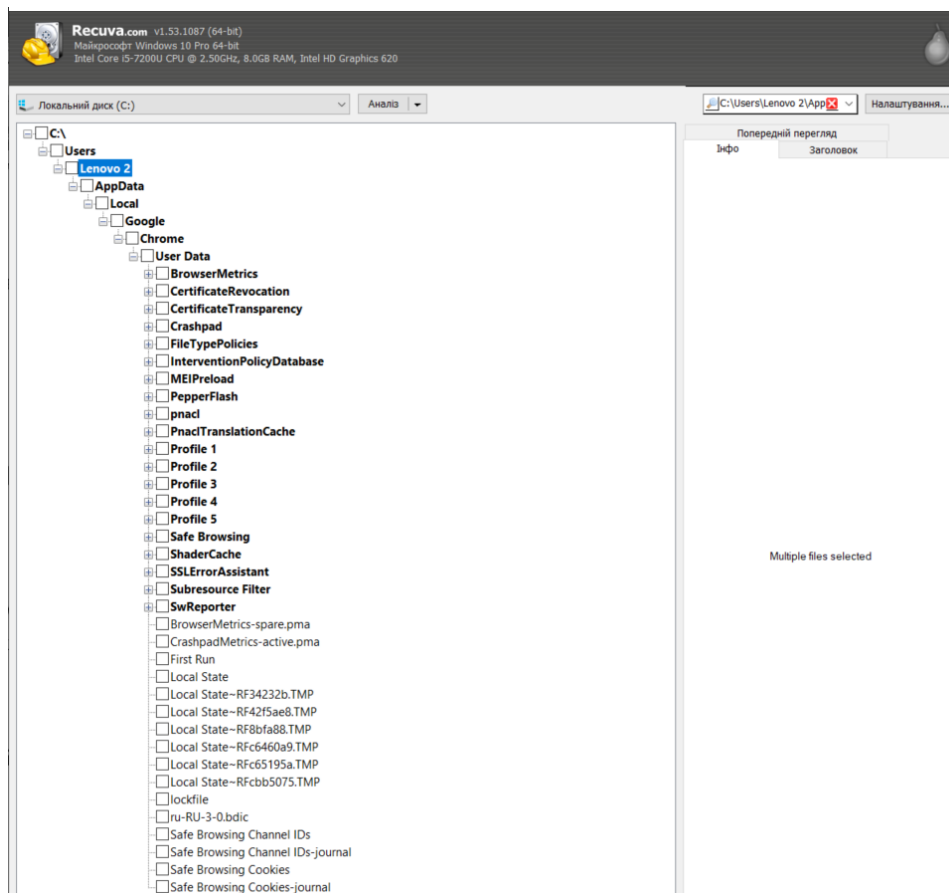 Recuva.com v1.53.1087 (64-bit)
Майкрософт Windows 10 Pro 64-bit
Intel Core i5-7200U CPU @ 2.50GHz, 8.0GB RAM, Intel HD Graphics 620
Локальний диск (C:)
Аналіз
C:\Users\Lenovo 2\App
Налаштування...
C:\
Users
Lenovo 2
AppData
Local
Google
Chrome
User Data
BrowserMetrics
CertificateRevocation
CertificateTransparency
Crashpad
FileTypePolicies
InterventionPolicyDatabase
MEIPreload
PepperFlash
pnacl
PnaclTranslationCache
Profile 1
Profile 2
Profile 3
Profile 4
Profile 5
Safe Browsing
ShaderCache
SSLErrorAssistant
Subresource Filter
SwReporter
BrowserMetrics-spare.pma
CrashpadMetrics-active.pma
First Run
Local State
Local State~RF34232b.TMP
Local State~RF42f5ae8.TMP
Local State~RF8bfa88.TMP
Local State~RFc6460a9.TMP
Local State~RFc65195a.TMP
Local State~RFcbb5075.TMP
lockfile
ru-RU-3-0.bdic
Safe Browsing Channel IDs
Safe Browsing Channel IDs-journal
Safe Browsing Cookies
Safe Browsing Cookies-journal
Попередній перегляд
Інфо
Заголовок
Multiple files selected